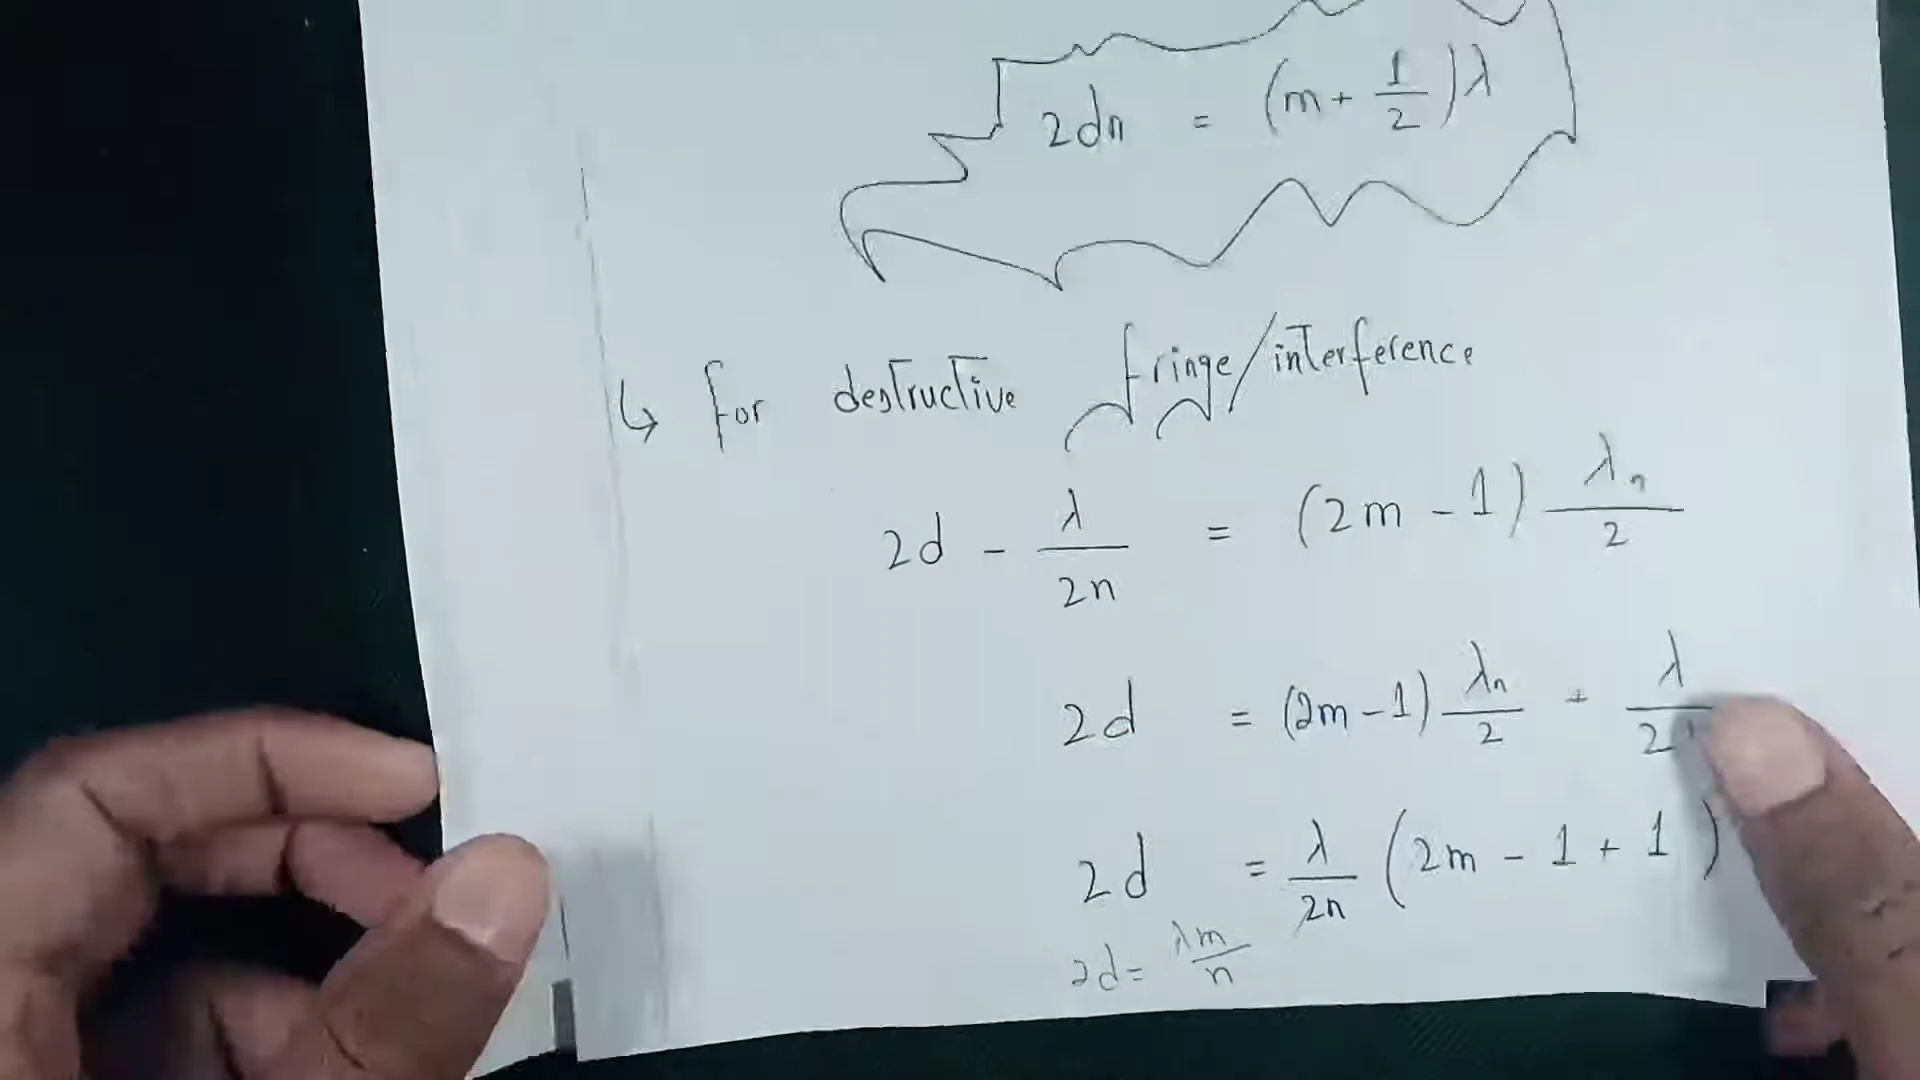 2dn = (m + 1/2)λ
↳ For destructive fringe/interference
2d - λ/2n = (2m - 1) λn/2
2d = (2m - 1) λn/2 + λ/2n
2d = λ/2n (2m - 1 + 1)
2d = λm/n